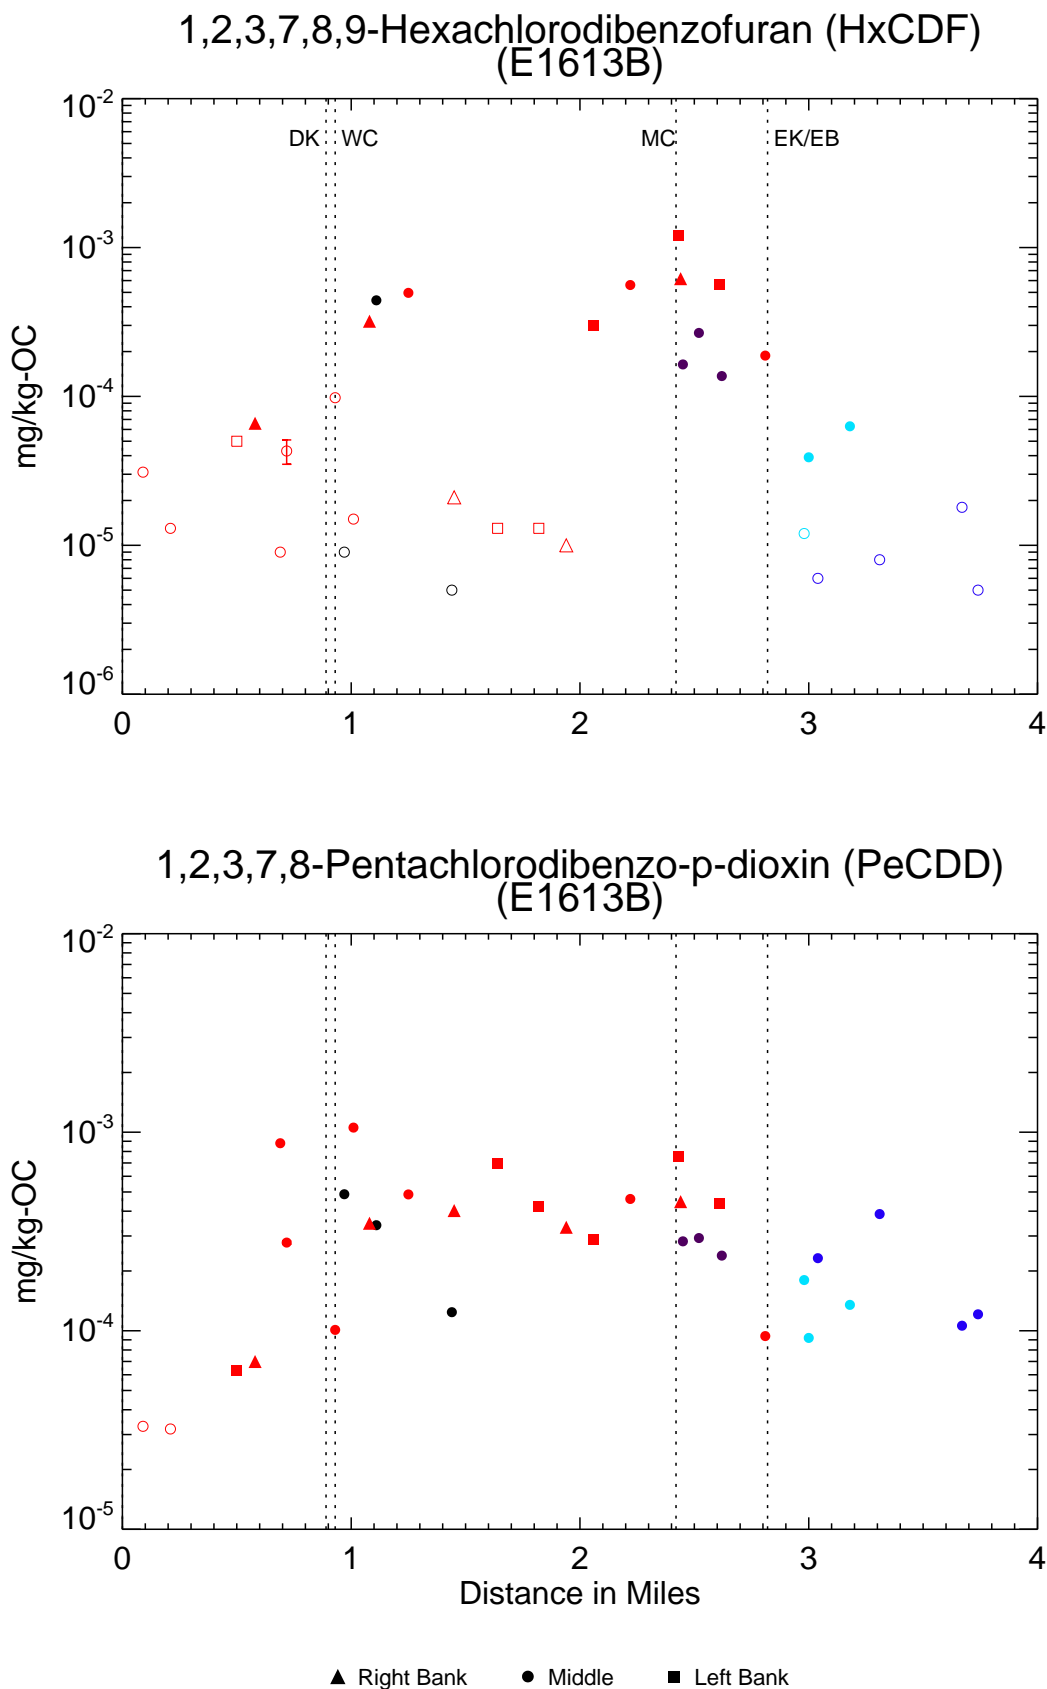 1,2,3,7,8,9-Hexachlorodibenzofuran (HxCDF)
(E1613B)
10-2
DK WC MC EK/EB
10-3
mg/kg-OC
10-4
10-5
10-6
0 1 2 3 4
1,2,3,7,8-Pentachlorodibenzo-p-dioxin (PeCDD)
(E1613B)
10-2
10-3
mg/kg-OC
10-4
10-5
0 1 2 3 4
Distance in Miles
Right Bank Middle Left Bank